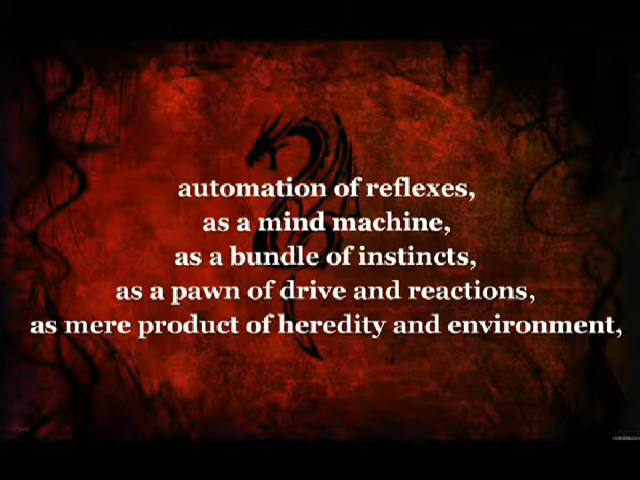 automation of reflexes,
as a mind machine,
as a bundle of instincts,
as a pawn of drive and reactions,
as mere product of heredity and environment,